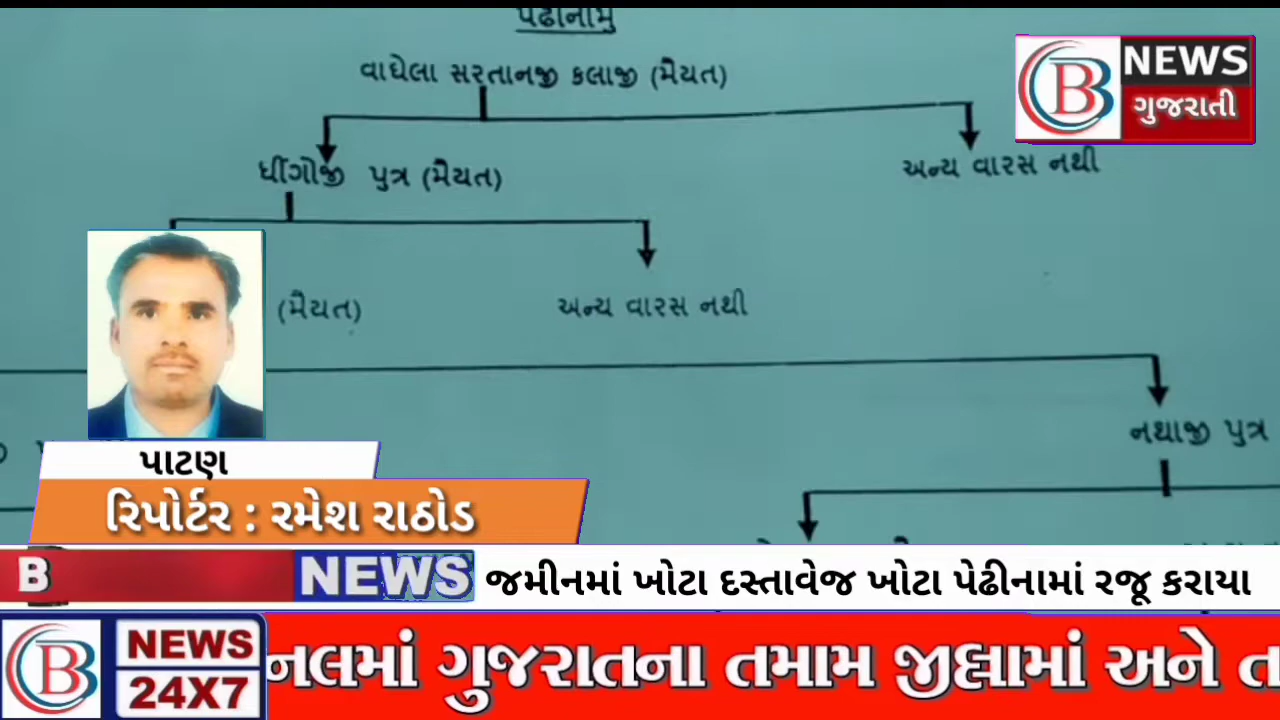 પેઢીનામુ
વાઘેલા સરતાનજી કલાજી (મૈયત)
NEWS
ગુજરાતી
ધીંગોજી પુત્ર (મૈયત)
અન્ય વારસ નથી
(મૈયત)
અન્ય વારસ નથી
નથાજી પુત્ર
પાટણ
રિપોર્ટર : રમેશ રાઠોડ
B NEWS
જમીનમાં ખોટા દસ્તાવેજ ખોટા પેઢીનામાં રજૂ કરાયા
B NEWS 24X7
નલમાં ગુજરાતના તમામ જીલ્લામાં અને ત